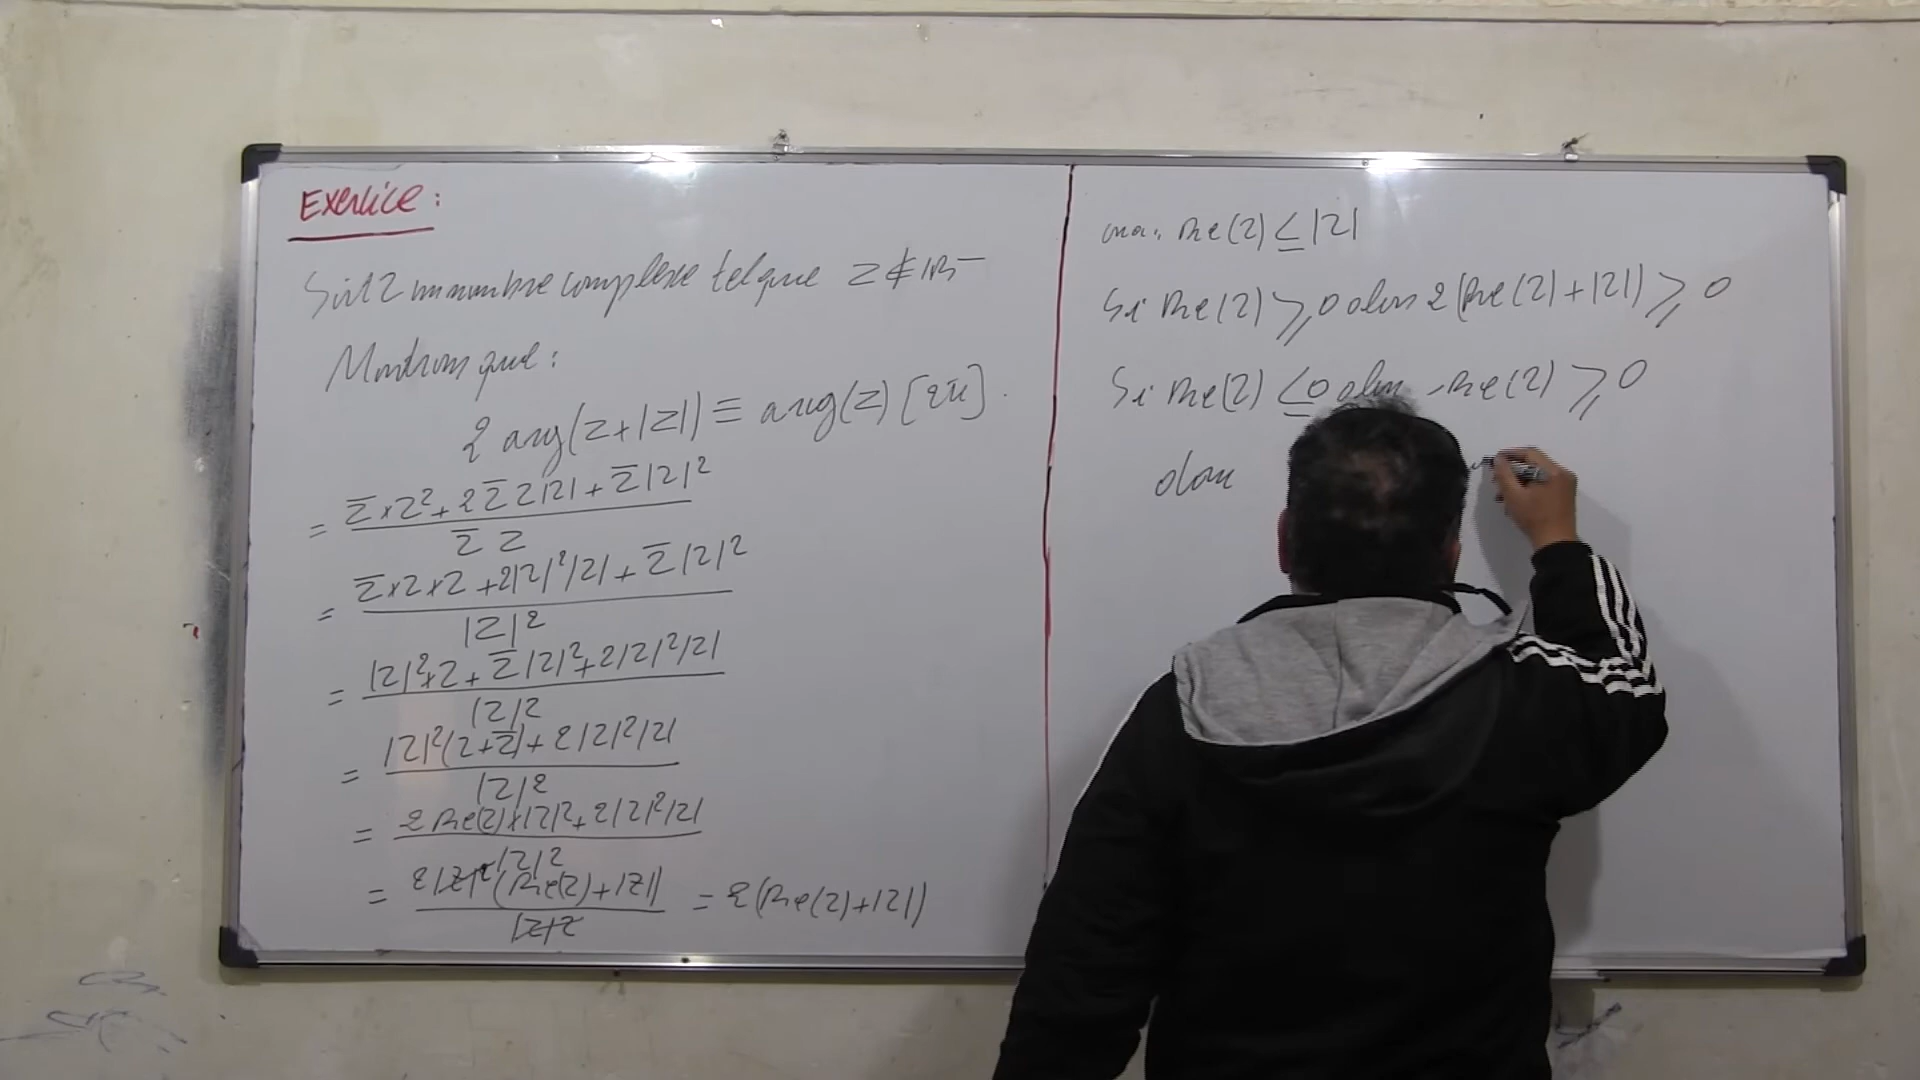 Exercice :
Soit Z un nombre complexe tel que Z ∉ IR⁻
Montrons que :
2 arg(Z+|Z|) ≡ arg(Z) [2π].
= (Z̅×Z² + 2Z̅Z|Z| + Z̅|Z|²) / (Z̅ Z)
= (Z̅×Z×Z + 2|Z|²|Z| + Z̅|Z|²) / |Z|²
= (|Z|²×Z + Z̅|Z|² + 2|Z|²|Z|) / |Z|²
= (|Z|²(Z+Z̅) + 2|Z|²|Z|) / |Z|²
= (2Re(Z)×|Z|² + 2|Z|²|Z|) / |Z|²
= 2|Z|²(Re(Z)+|Z|) / |Z|² = 2(Re(Z)+|Z|)
on a : Re(Z) ≤ |Z|
Si Re(Z) ≥ 0 alors 2(Re(Z)+|Z|) ≥ 0
Si Re(Z) ≤ 0 alors -Re(Z) ≥ 0